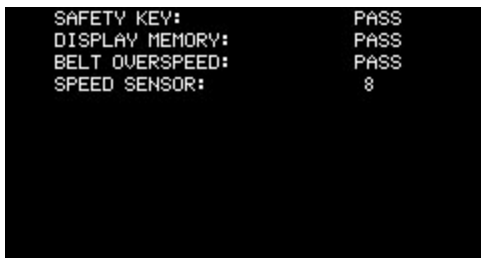 SAFETY KEY: PASS
DISPLAY MEMORY: PASS
BELT OVERSPEED: PASS
SPEED SENSOR: 8